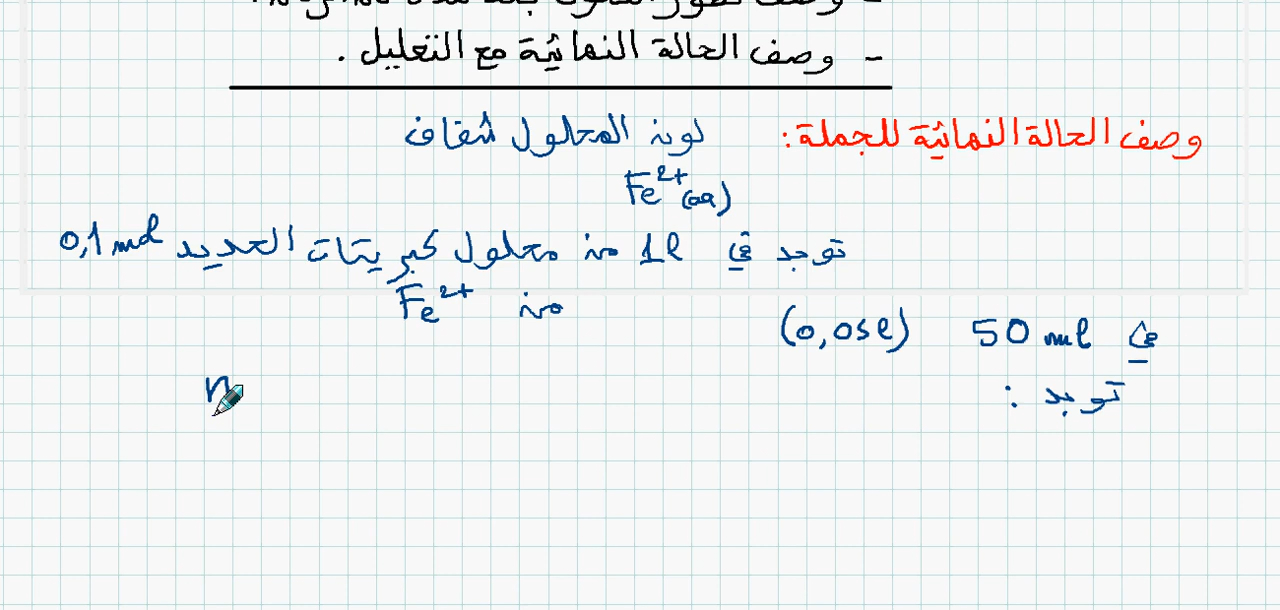 - وصف الحالة النهائية مع التعليل .
وصف الحالة النهائية للجملة: لون المحلول شفاف
Fe²⁺(aq)
توجد في 1l من محلول كبريتات الحديد 0,1 mol
من Fe²⁺
في 50 ml (0,05l)
توجد :
n